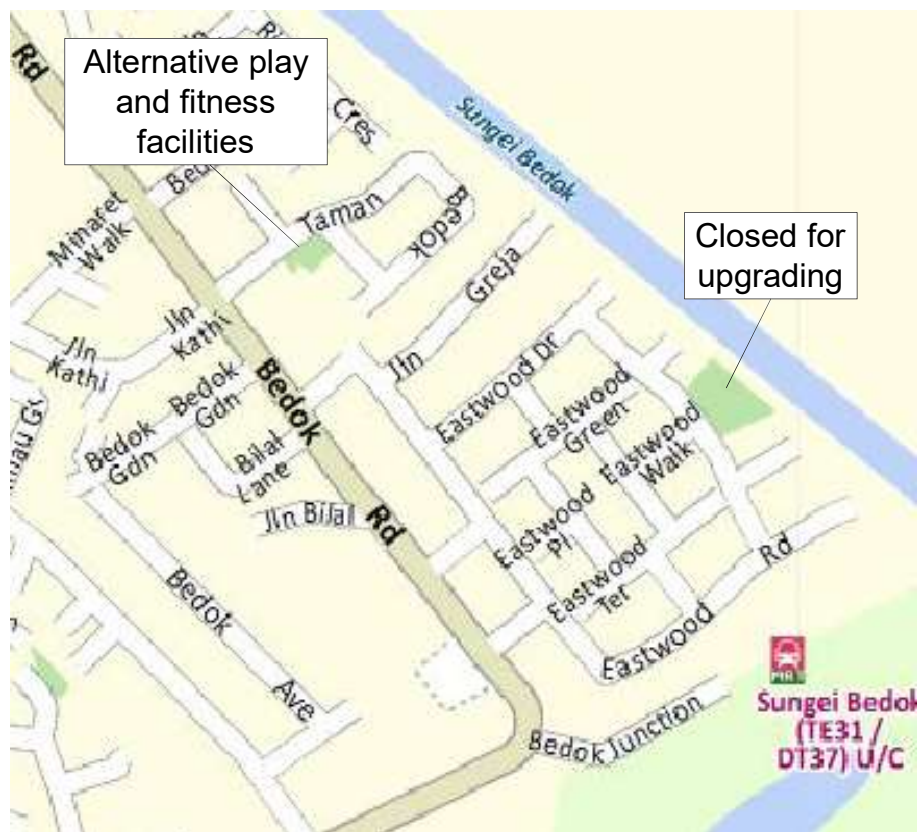 Rd
Alternative play
and fitness
facilities
Cres
Sungei Bedok
Minaret
Walk
Taman
Bedok
Closed for
upgrading
Greja
Jln
Kathi
Jln
Kathi
Jln
Bedok
Eastwood Dr
Bedok
Gdn
Eastwood
Green
Bedok
Gdn
Bilal
Lane
Eastwood
Walk
Jln Bilal
Rd
Eastwood
Pl
Eastwood
Ter
Rd
Bedok
Eastwood
Ave
Bedok Junction
Sungei Bedok
(TE31 /
DT37) U/C